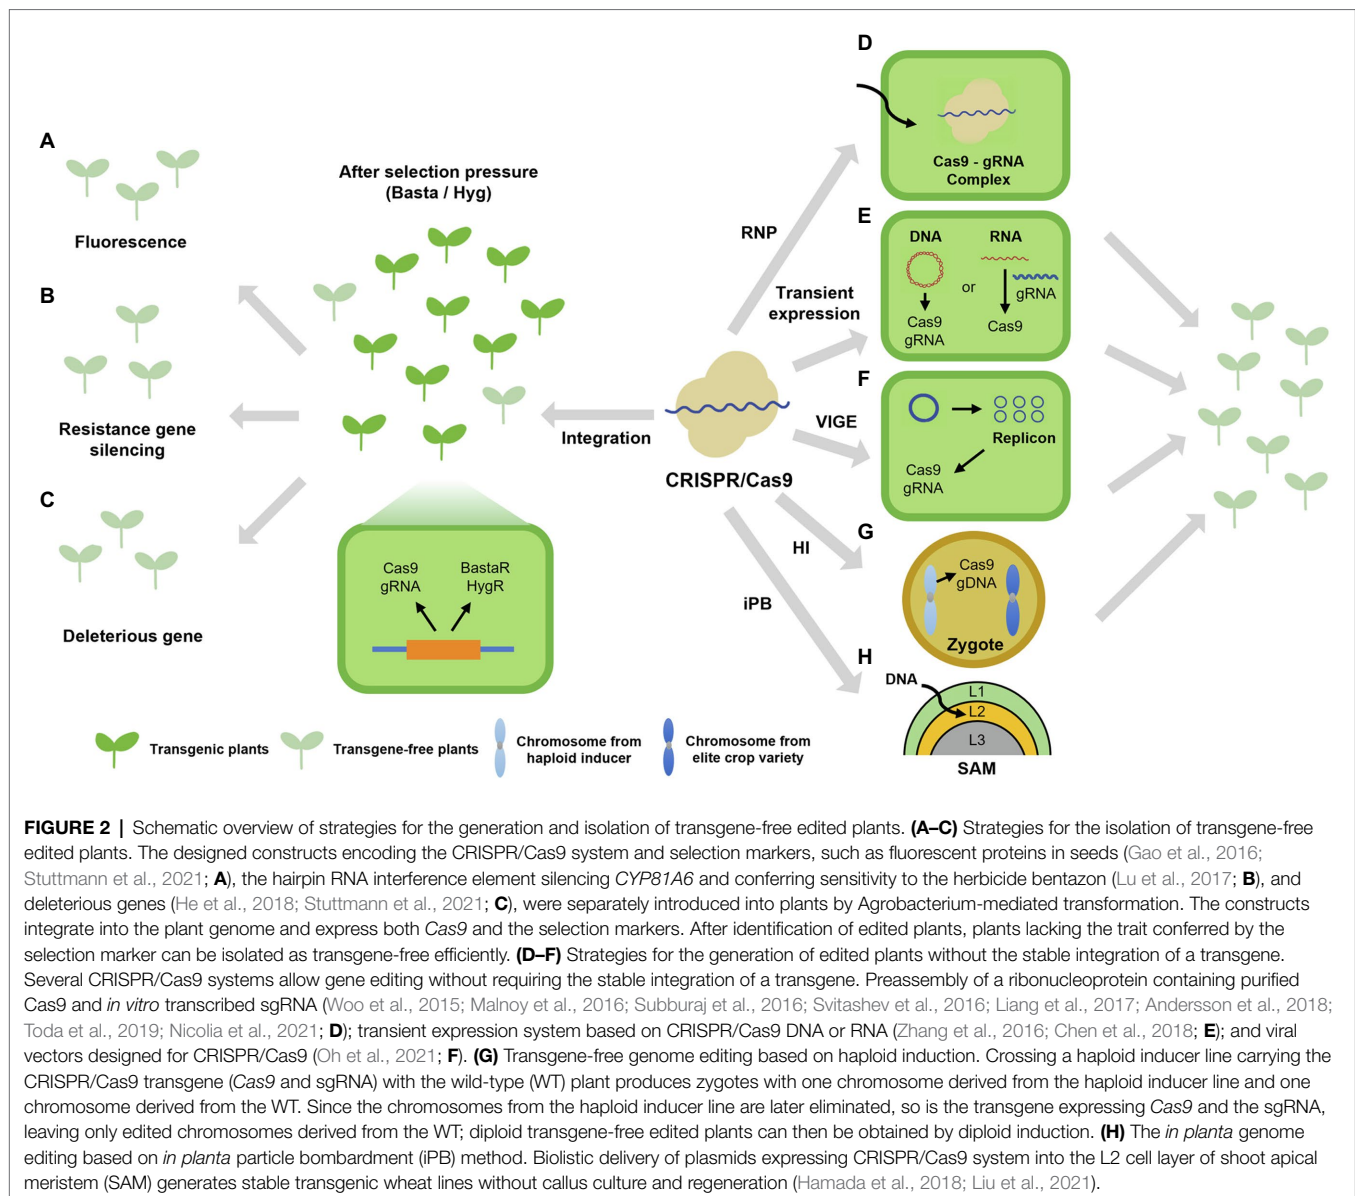 A
Fluorescence
B
Resistance gene
silencing
C
Deleterious gene
After selection pressure
(Basta / Hyg)
Cas9
gRNA
BastaR
HygR
Integration
CRISPR/Cas9
RNP
Transient
expression
VIGE
HI
iPB
D
Cas9 - gRNA
Complex
E
DNA
RNA
or
gRNA
Cas9
gRNA
Cas9
F
Replicon
Cas9
gRNA
G
Cas9
gDNA
Zygote
H
DNA
L1
L2
L3
SAM
Transgenic plants
Transgene-free plants
Chromosome from
haploid inducer
Chromosome from
elite crop variety
FIGURE 2 | Schematic overview of strategies for the generation and isolation of transgene-free edited plants. (A–C) Strategies for the isolation of transgene-free
edited plants. The designed constructs encoding the CRISPR/Cas9 system and selection markers, such as fluorescent proteins in seeds (Gao et al., 2016;
Stuttmann et al., 2021; A), the hairpin RNA interference element silencing CYP81A6 and conferring sensitivity to the herbicide bentazon (Lu et al., 2017; B), and
deleterious genes (He et al., 2018; Stuttmann et al., 2021; C), were separately introduced into plants by Agrobacterium-mediated transformation. The constructs
integrate into the plant genome and express both Cas9 and the selection markers. After identification of edited plants, plants lacking the trait conferred by the
selection marker can be isolated as transgene-free efficiently. (D–F) Strategies for the generation of edited plants without the stable integration of a transgene.
Several CRISPR/Cas9 systems allow gene editing without requiring the stable integration of a transgene. Preassembly of a ribonucleoprotein containing purified
Cas9 and in vitro transcribed sgRNA (Woo et al., 2015; Malnoy et al., 2016; Subburaj et al., 2016; Svitashev et al., 2016; Liang et al., 2017; Andersson et al., 2018;
Toda et al., 2019; Nicolia et al., 2021; D); transient expression system based on CRISPR/Cas9 DNA or RNA (Zhang et al., 2016; Chen et al., 2018; E); and viral
vectors designed for CRISPR/Cas9 (Oh et al., 2021; F). (G) Transgene-free genome editing based on haploid induction. Crossing a haploid inducer line carrying the
CRISPR/Cas9 transgene (Cas9 and sgRNA) with the wild-type (WT) plant produces zygotes with one chromosome derived from the haploid inducer line and one
chromosome derived from the WT. Since the chromosomes from the haploid inducer line are later eliminated, so is the transgene expressing Cas9 and the sgRNA,
leaving only edited chromosomes derived from the WT; diploid transgene-free edited plants can then be obtained by diploid induction. (H) The in planta genome
editing based on in planta particle bombardment (iPB) method. Biolistic delivery of plasmids expressing CRISPR/Cas9 system into the L2 cell layer of shoot apical
meristem (SAM) generates stable transgenic wheat lines without callus culture and regeneration (Hamada et al., 2018; Liu et al., 2021).